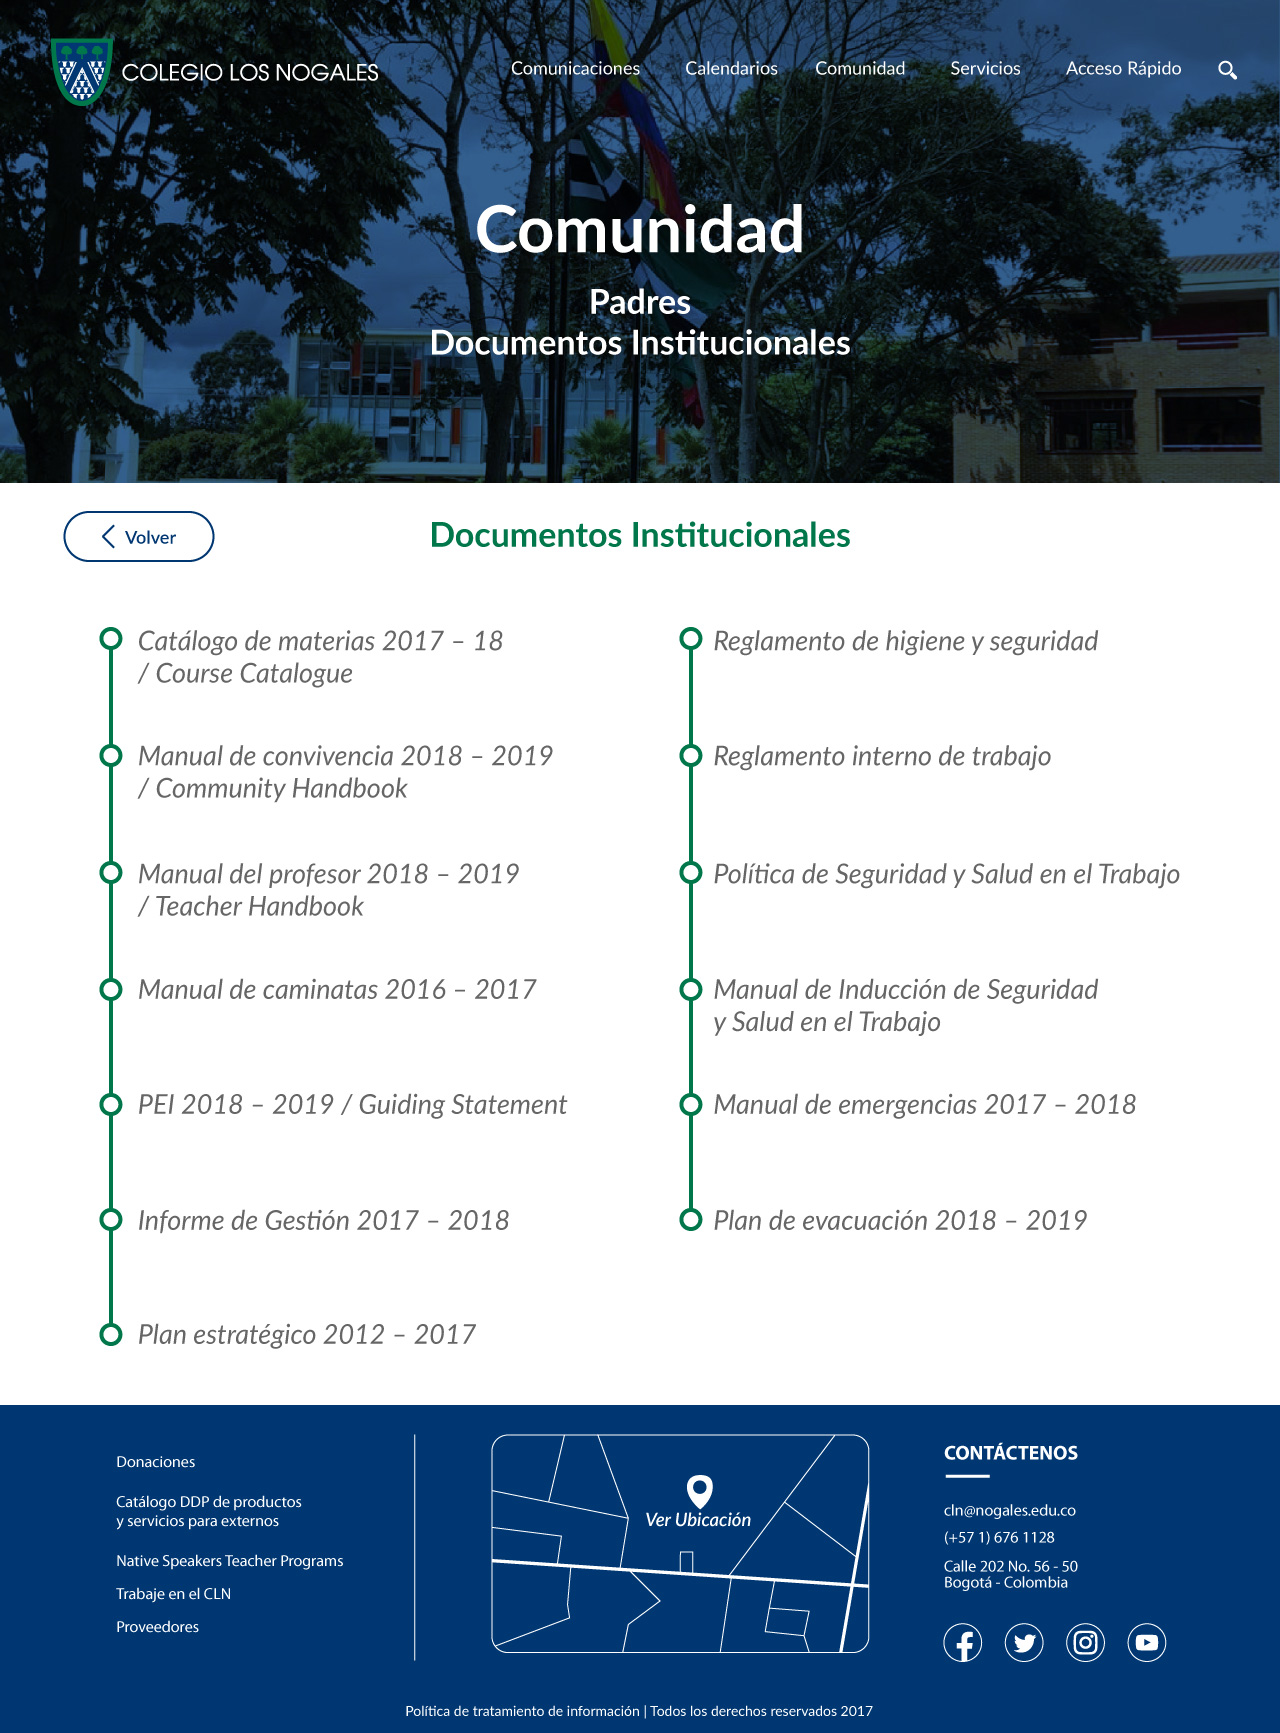 COLEGIO LOS NOGALES
Comunicaciones
Calendarios
Comunidad
Servicios
Acceso Rápido
Comunidad
Padres
Documentos Institucionales
Volver
Documentos Institucionales
Catálogo de materias 2017 – 18
/ Course Catalogue
Manual de convivencia 2018 – 2019
/ Community Handbook
Manual del profesor 2018 – 2019
/ Teacher Handbook
Manual de caminatas 2016 – 2017
PEI 2018 – 2019 / Guiding Statement
Informe de Gestión 2017 – 2018
Plan estratégico 2012 – 2017
Reglamento de higiene y seguridad
Reglamento interno de trabajo
Política de Seguridad y Salud en el Trabajo
Manual de Inducción de Seguridad
y Salud en el Trabajo
Manual de emergencias 2017 – 2018
Plan de evacuación 2018 – 2019
Donaciones
Catálogo DDP de productos
y servicios para externos
Native Speakers Teacher Programs
Trabaje en el CLN
Proveedores
Ver Ubicación
CONTÁCTENOS
cln@nogales.edu.co
(+57 1) 676 1128
Calle 202 No. 56 - 50
Bogotá - Colombia
Política de tratamiento de información | Todos los derechos reservados 2017